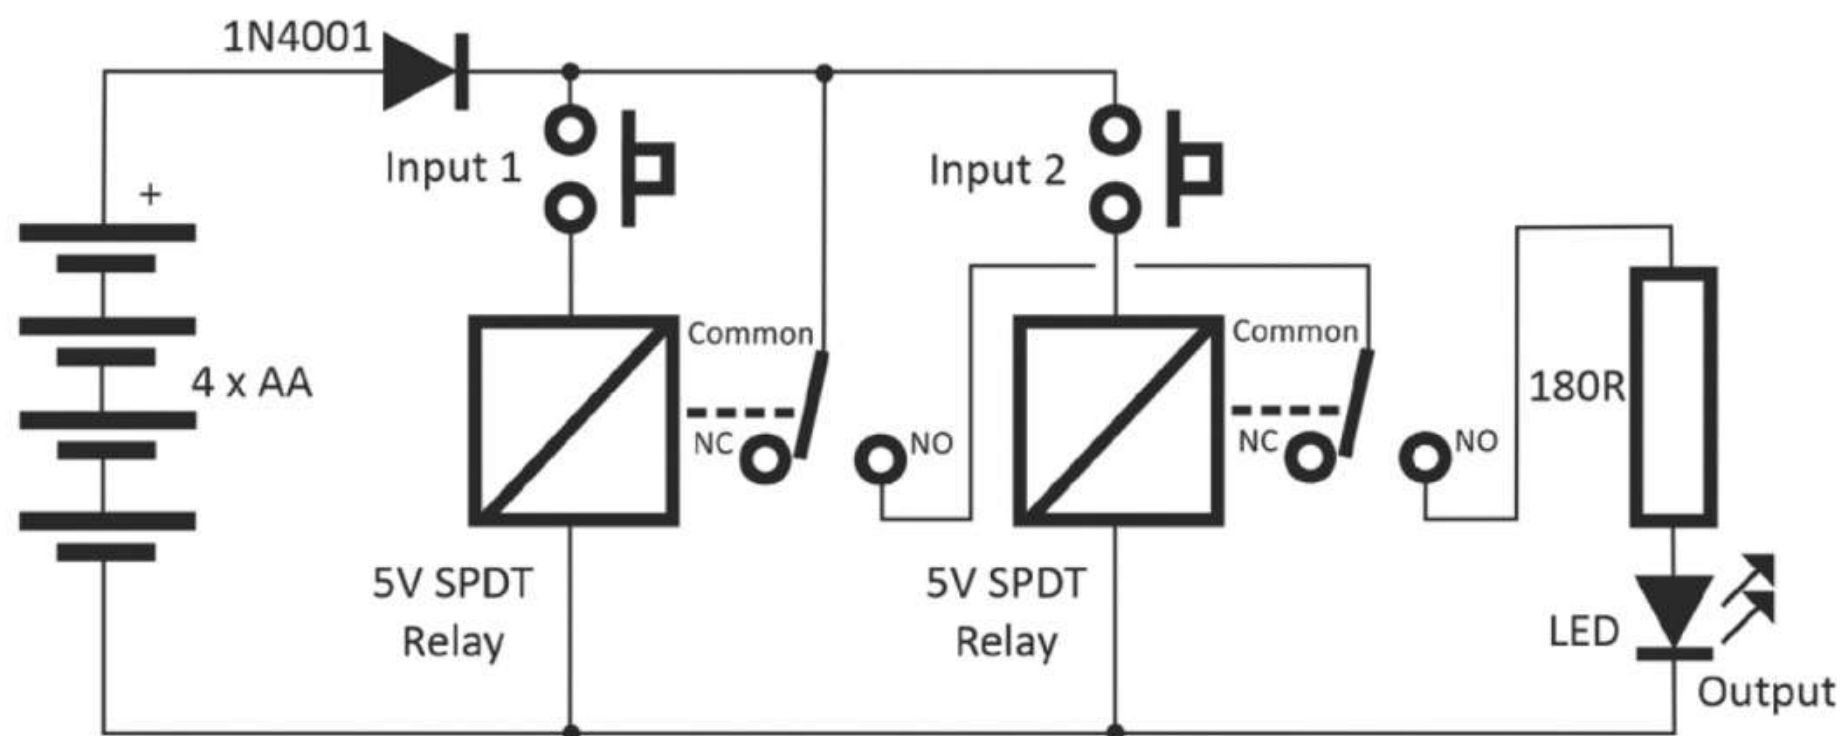 1N4001
Input 1
Input 2
+
Common
Common
4 x AA
180R
NC
NO
NC
NO
5V SPDT
Relay
5V SPDT
Relay
LED
Output